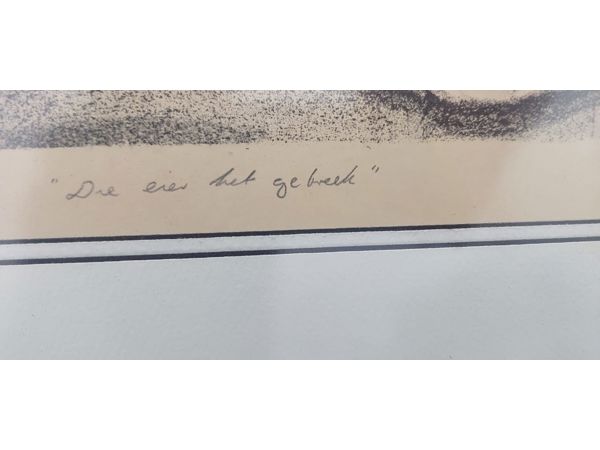 "Die eier het gebreek"